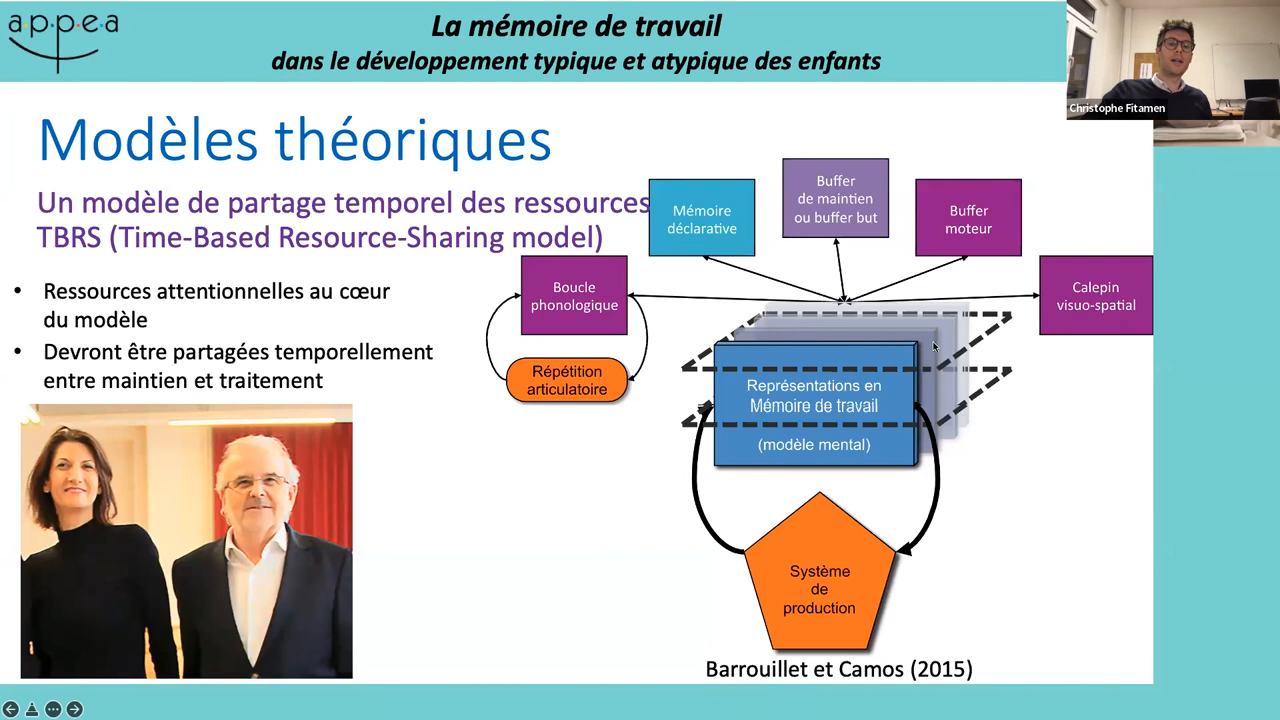 a·p·p·e·a
La mémoire de travail
dans le développement typique et atypique des enfants
Christophe Fitamen
Modèles théoriques
Un modèle de partage temporel des ressources
TBRS (Time-Based Resource-Sharing model)
Ressources attentionnelles au cœur
du modèle
Devront être partagées temporellement
entre maintien et traitement
Mémoire
déclarative
Buffer
de maintien
ou buffer but
Buffer
moteur
Boucle
phonologique
Calepin
visuo-spatial
Répétition
articulatoire
Représentations en
Mémoire de travail
(modèle mental)
Système
de
production
Barrouillet et Camos (2015)